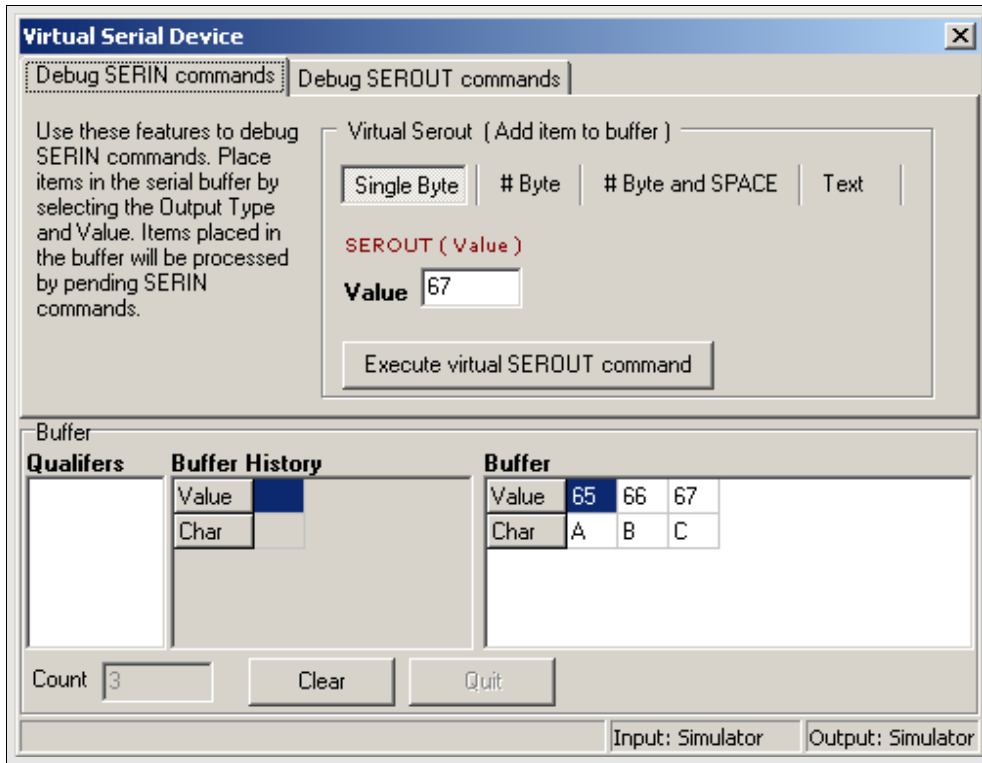 Virtual Serial Device
Debug SERIN commands
Debug SEROUT commands
Use these features to debug
SERIN commands. Place
items in the serial buffer by
selecting the Output Type
and Value. Items placed in
the buffer will be processed
by pending SERIN
commands.
Virtual Serout ( Add item to buffer )
Single Byte # Byte # Byte and SPACE Text
SEROUT ( Value )
Value 67
Execute virtual SEROUT command
Buffer
Qualifers Buffer History Buffer
Value Value 65 66 67
Char Char A B C
Count 3 Clear Quit
Input: Simulator Output: Simulator